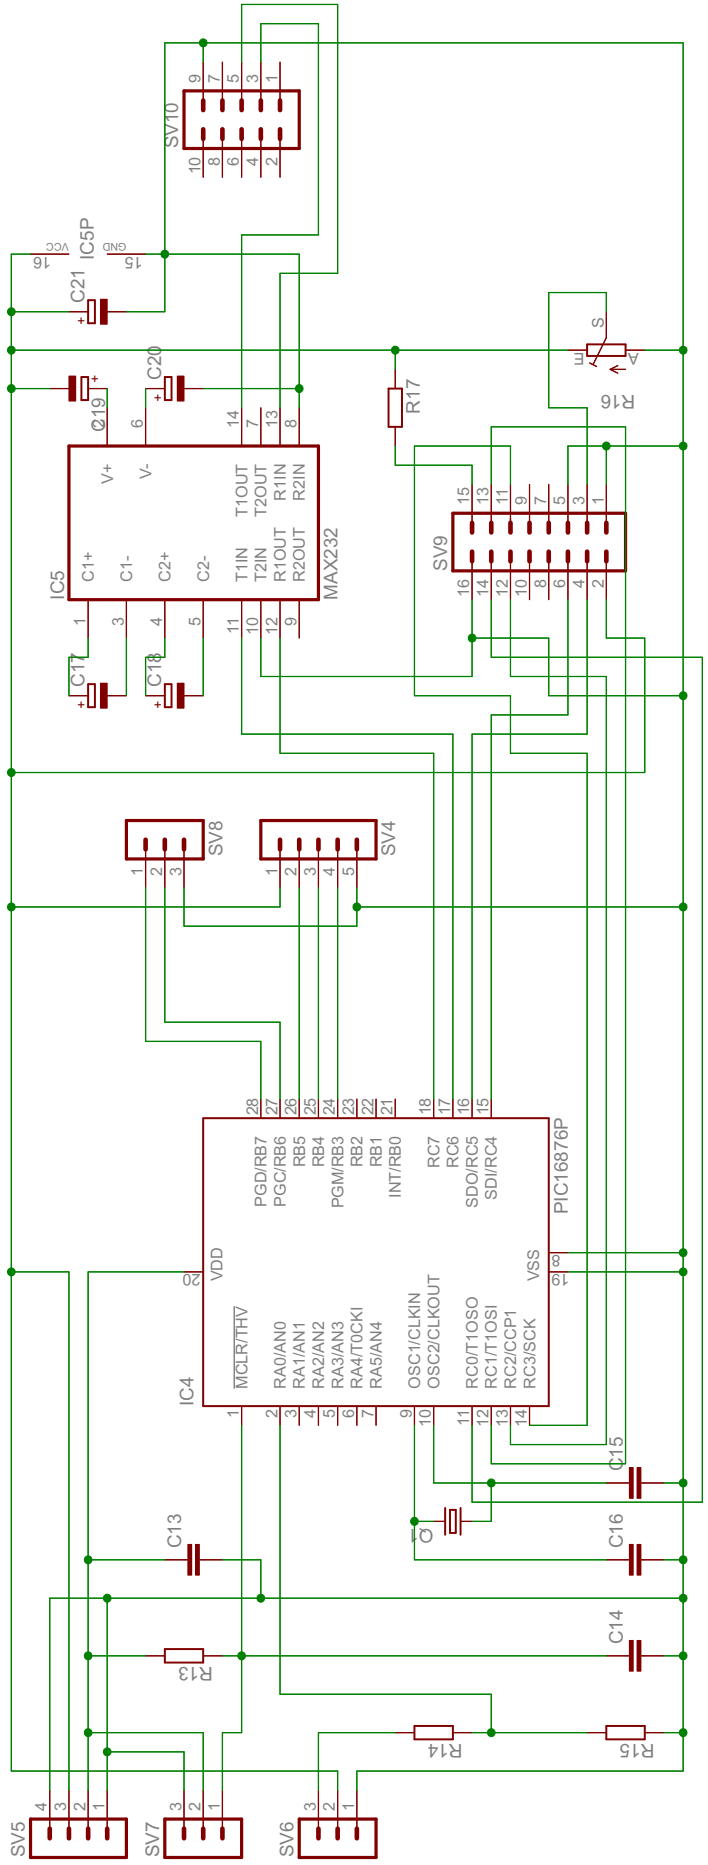 9 7 5 3 1
SV10
10 8 6 4 2
16 VCC IC5P GND 15
C21
+
C19
+
C20
+
2 6 14 7 13 8
V+ V- T1OUT T2OUT R1IN R2IN
IC5
C1+ C1- C2+ C2- T1IN T2IN R1OUT R2OUT
MAX232
1 3 4 5 11 10 12 9
C17
+
C18
+
R17
S
E A
R16
15 13 11 9 7 5 3 1
SV9
16 14 12 10 8 6 4 2
SV8
1 2 3
SV4
1 2 3 4 5
28 27 26 25 24 23 22 21 18 17 16 15
PGD/RB7
PGC/RB6
RB5
RB4
PGM/RB3
RB2
RB1
INT/RB0
RC7
RC6
SDO/RC5
SDI/RC4
PIC16876P
20 VDD
VSS 8 19
IC4
MCLR/THV
RA0/AN0
RA1/AN1
RA2/AN2
RA3/AN3
RA4/T0CKI
RA5/AN4
OSC1/CLKIN
OSC2/CLKOUT
RC0/T1OSO
RC1/T1OSI
RC2/CCP1
RC3/SCK
1 2 3 4 5 6 7 9 10 11 12 13 14
C15
Q1
C13
C16
R13
C14
R14
R15
SV5
4 3 2 1
SV7
3 2 1
SV6
3 2 1